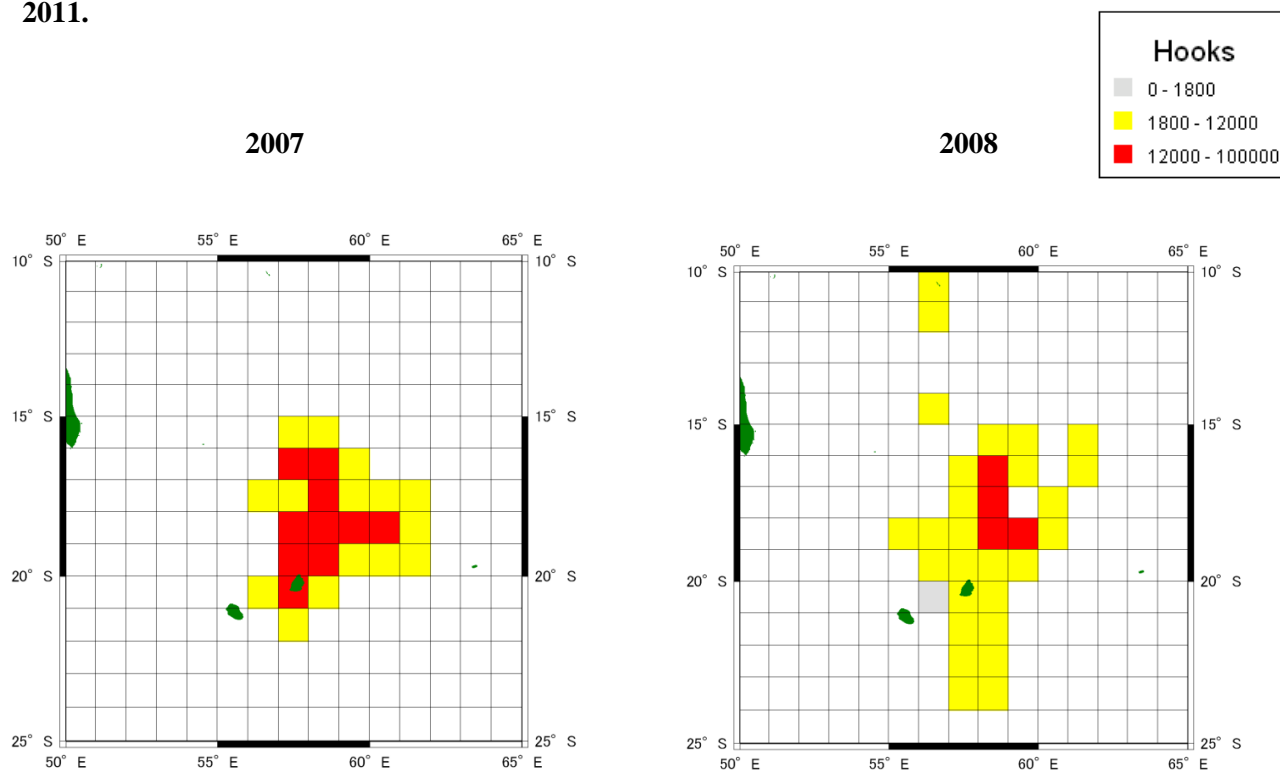 2011.
Hooks
0 - 1800
1800 - 12000
12000 - 100000
2007
2008
50° E 55° E 60° E 65° E
10° S 10° S
15° S 15° S
20° S 20° S
25° S 25° S
50° E 55° E 60° E 65° E
50° E 55° E 60° E 65° E
10° S 10° S
15° S 15° S
20° S 20° S
25° S 25° S
50° E 55° E 60° E 65° E